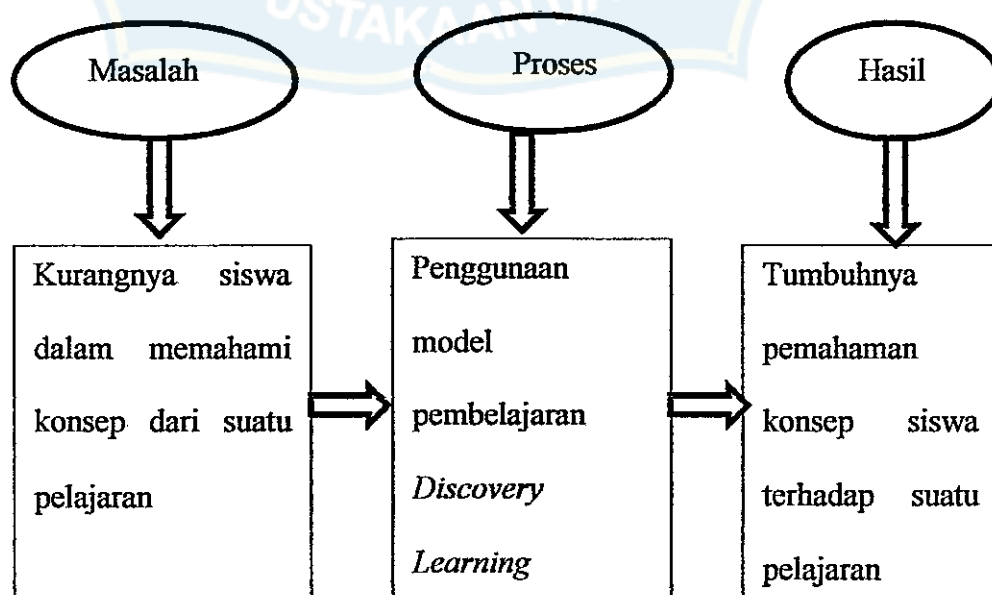 Masalah
Proses
Hasil
Kurangnya siswa
dalam memahami
konsep dari suatu
pelajaran
Penggunaan
model
pembelajaran
Discovery
Learning
Tumbuhnya
pemahaman
konsep siswa
terhadap suatu
pelajaran